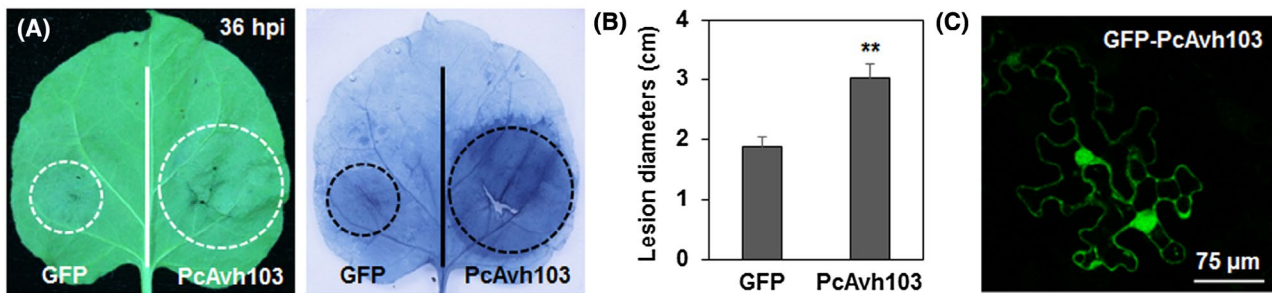 (A)
36 hpi
GFP
PcAvh103
GFP
PcAvh103
(B)
Lesion diameters (cm)
4
3
2
1
0
**
GFP
PcAvh103
(C)
GFP-PcAvh103
75 µm